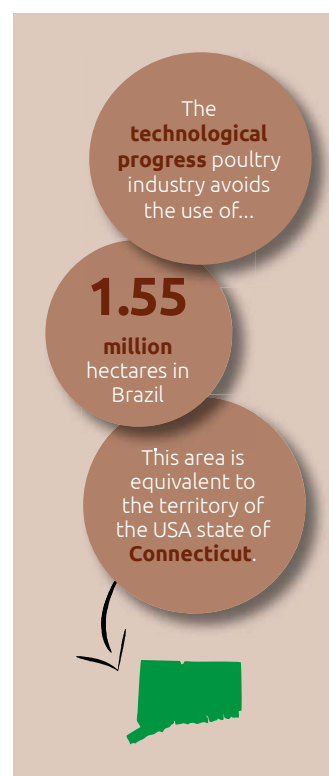 The
technological
progress poultry
industry avoids
the use of...
1.55
million
hectares in
Brazil
This area is
equivalent to
the territory of
the USA state of
Connecticut.